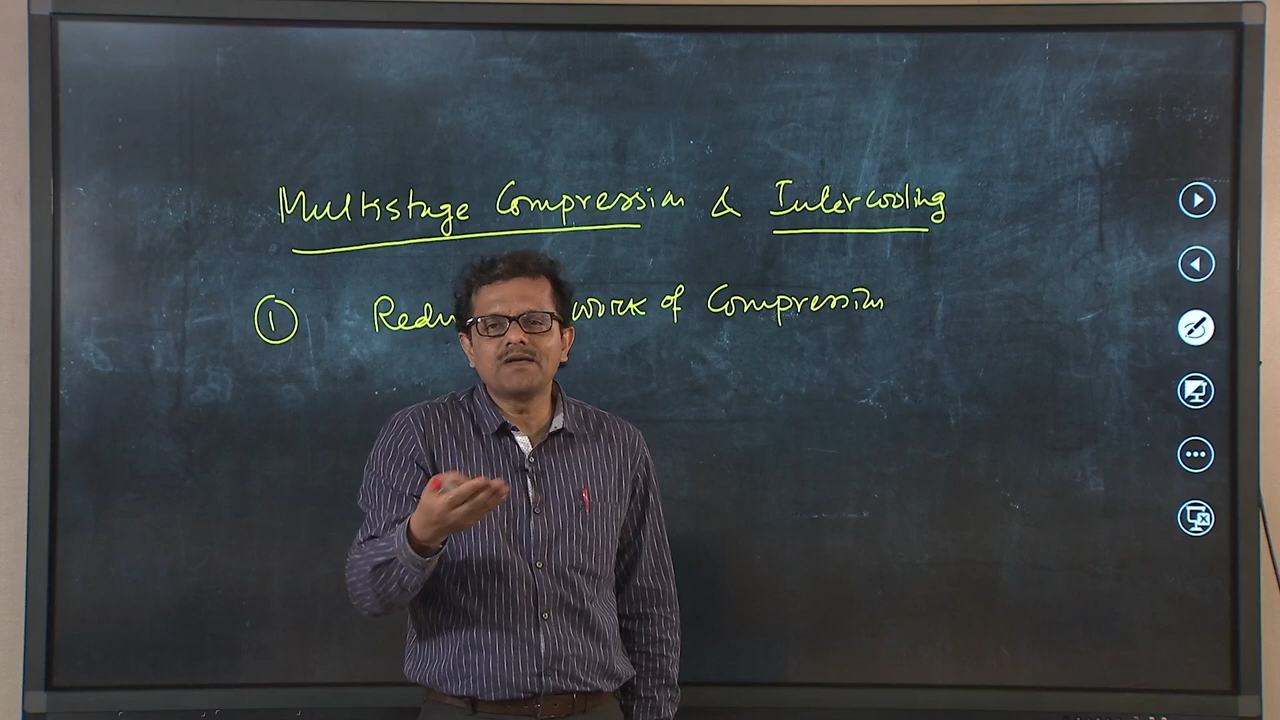 Multistage Compression & Intercooling
① Redu work of Compression